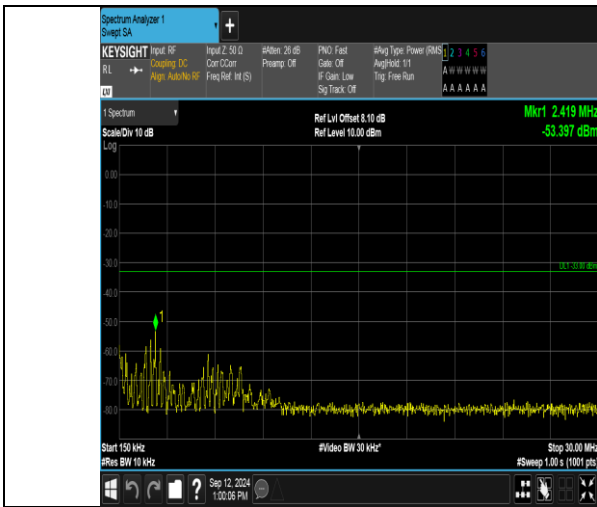 Spectrum Analyzer 1
Swept SA
+
KEYSIGHT Input: RF Input Z: 50 Ω #Atten: 26 dB PNO: Fast #Avg Type: Power (RMS 1 2 3 4 5 6
RL Coupling: DC Corr CCorr Preamp: Off Gate: Off Avg|Hold: 1/1 A W W W W W
Align: Auto/No RF Freq Ref: Int (S) IF Gain: Low Trig: Free Run
Sig Track: Off A A A A A A
LXI
1 Spectrum Ref Lvl Offset 8.10 dB Mkr1 2.419 MHz
Scale/Div 10 dB Ref Level 10.00 dBm -53.397 dBm
Log
0.00
-10.0
-20.0
-30.0
DL1 -33.00 dBm
-40.0
-50.0
1
-60.0
-70.0
-80.0
Start 150 kHz #Video BW 30 kHz* Stop 30.00 MHz
#Res BW 10 kHz #Sweep 1.00 s (1001 pts)
? Sep 12, 2024
1:00:06 PM